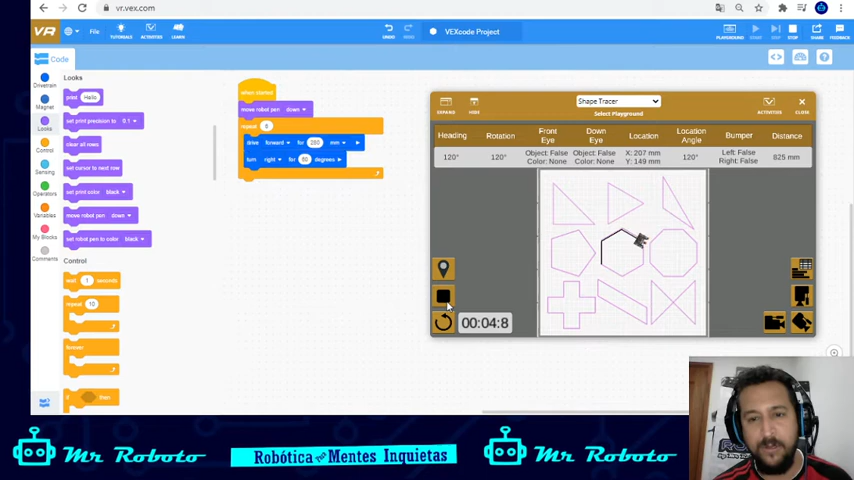 vr.vex.com
VR
File
TUTORIALS
ACTIVITIES
LEARN
UNDO
REDO
VEXcode Project
PLAYGROUND
START
STEP
STOP
SHARE
FEEDBACK
Code
Drivetrain
Magnet
Looks
Control
Sensing
Operators
Variables
My Blocks
Comments
Looks
print Hello
set print precision to 0.1
clear all rows
set cursor to next row
set print color black
move robot pen down
set robot pen to color black
Control
wait 1 seconds
repeat 10
forever
if then
when started
move robot pen down
repeat 6
drive forward for 280 mm
turn right for 60 degrees
EXPAND
HIDE
Shape Tracer
Select Playground
ACTIVITIES
CLOSE
Heading
Rotation
Front Eye
Down Eye
Location
Location Angle
Bumper
Distance
120°
120°
Object: False
Color: None
Object: False
Color: None
X: 207 mm
Y: 149 mm
120°
Left: False
Right: False
825 mm
00:04:8
Mr Roboto
Robótica Para Mentes Inquietas
Mr Roboto